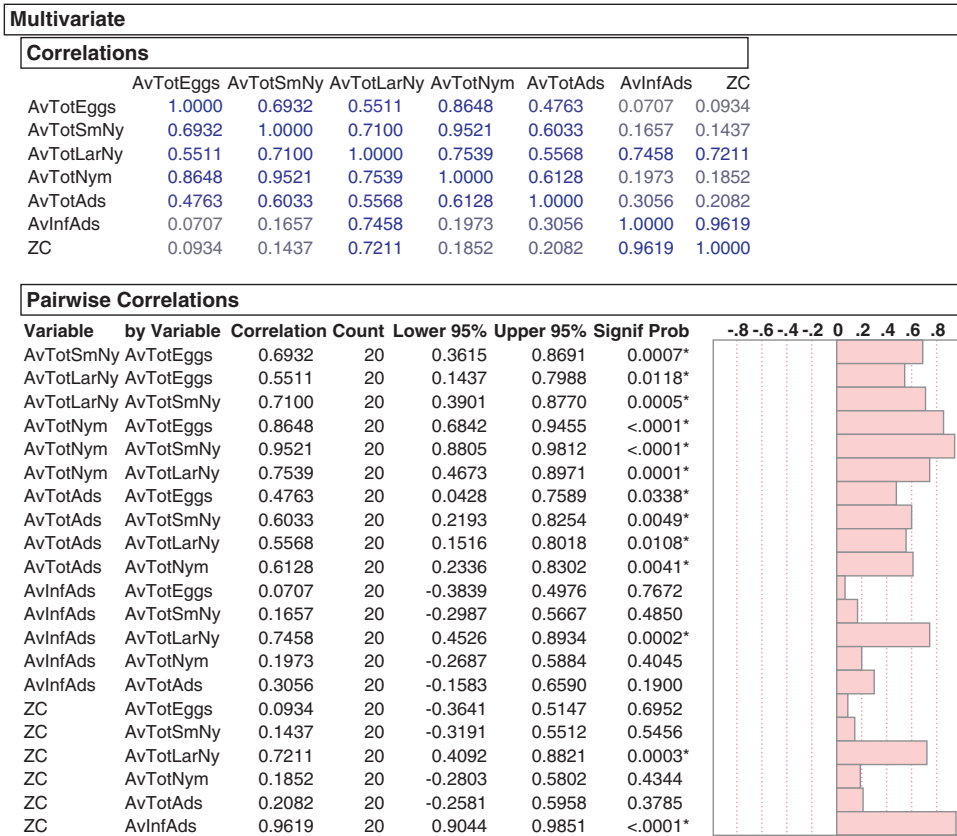 Multivariate
Correlations
AvTotEggs AvTotSmNy AvTotLarNy AvTotNym AvTotAds AvInfAds ZC
AvTotEggs 1.0000 0.6932 0.5511 0.8648 0.4763 0.0707 0.0934
AvTotSmNy 0.6932 1.0000 0.7100 0.9521 0.6033 0.1657 0.1437
AvTotLarNy 0.5511 0.7100 1.0000 0.7539 0.5568 0.7458 0.7211
AvTotNym 0.8648 0.9521 0.7539 1.0000 0.6128 0.1973 0.1852
AvTotAds 0.4763 0.6033 0.5568 0.6128 1.0000 0.3056 0.2082
AvInfAds 0.0707 0.1657 0.7458 0.1973 0.3056 1.0000 0.9619
ZC 0.0934 0.1437 0.7211 0.1852 0.2082 0.9619 1.0000
Pairwise Correlations
Variable by Variable Correlation Count Lower 95% Upper 95% Signif Prob -.8 -.6 -.4 -.2 0 .2 .4 .6 .8
AvTotSmNy AvTotEggs 0.6932 20 0.3615 0.8691 0.0007*
AvTotLarNy AvTotEggs 0.5511 20 0.1437 0.7988 0.0118*
AvTotLarNy AvTotSmNy 0.7100 20 0.3901 0.8770 0.0005*
AvTotNym AvTotEggs 0.8648 20 0.6842 0.9455 <.0001*
AvTotNym AvTotSmNy 0.9521 20 0.8805 0.9812 <.0001*
AvTotNym AvTotLarNy 0.7539 20 0.4673 0.8971 0.0001*
AvTotAds AvTotEggs 0.4763 20 0.0428 0.7589 0.0338*
AvTotAds AvTotSmNy 0.6033 20 0.2193 0.8254 0.0049*
AvTotAds AvTotLarNy 0.5568 20 0.1516 0.8018 0.0108*
AvTotAds AvTotNym 0.6128 20 0.2336 0.8302 0.0041*
AvInfAds AvTotEggs 0.0707 20 -0.3839 0.4976 0.7672
AvInfAds AvTotSmNy 0.1657 20 -0.2987 0.5667 0.4850
AvInfAds AvTotLarNy 0.7458 20 0.4526 0.8934 0.0002*
AvInfAds AvTotNym 0.1973 20 -0.2687 0.5884 0.4045
AvInfAds AvTotAds 0.3056 20 -0.1583 0.6590 0.1900
ZC AvTotEggs 0.0934 20 -0.3641 0.5147 0.6952
ZC AvTotSmNy 0.1437 20 -0.3191 0.5512 0.5456
ZC AvTotLarNy 0.7211 20 0.4092 0.8821 0.0003*
ZC AvTotNym 0.1852 20 -0.2803 0.5802 0.4344
ZC AvTotAds 0.2082 20 -0.2581 0.5958 0.3785
ZC AvInfAds 0.9619 20 0.9044 0.9851 <.0001*